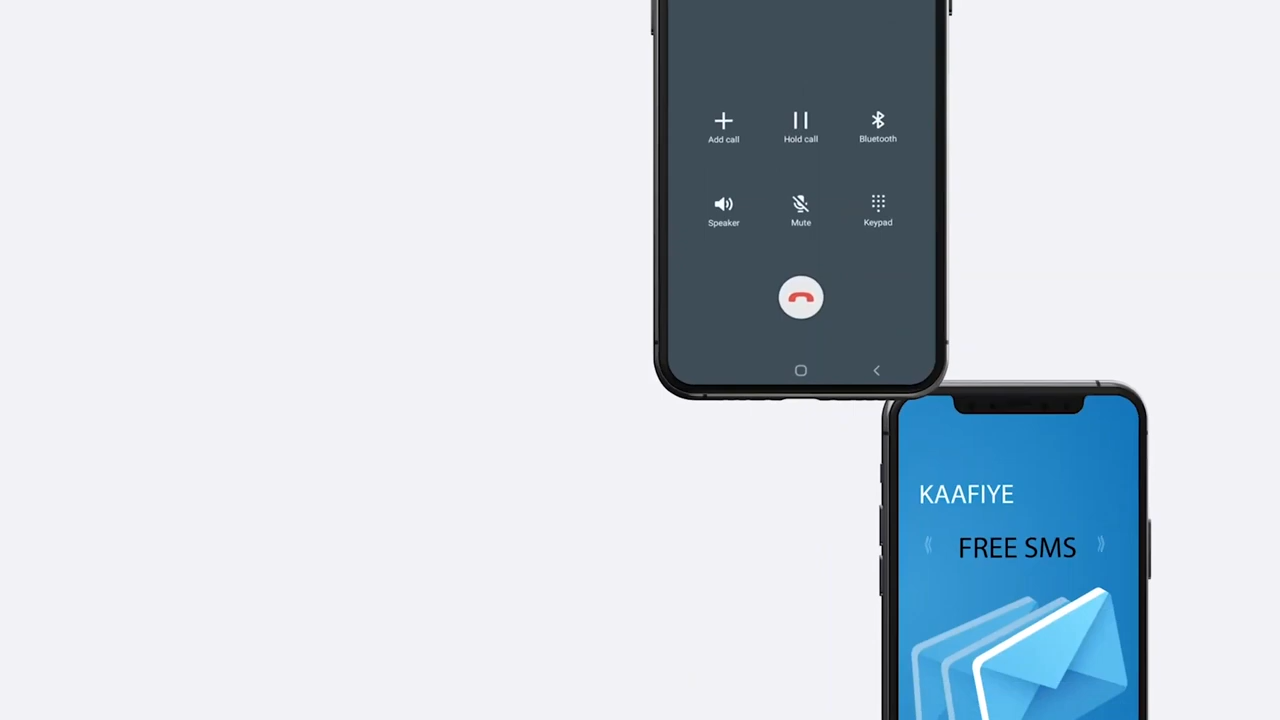 Add call Hold call Bluetooth
Speaker Mute Keypad
KAAFIYE
FREE SMS